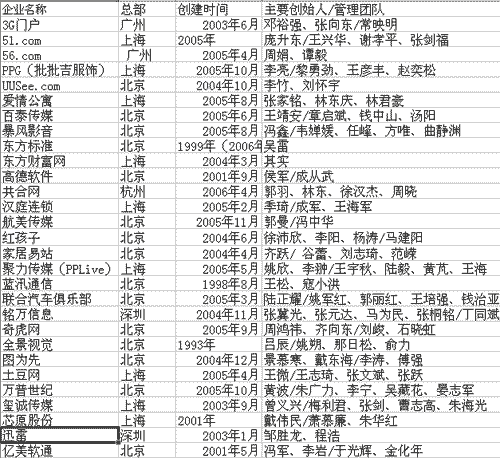 企业名称 总部 创建时间 主要创始人/管理团队
3G门户 广州 2003年6月 邓裕强、张向东/常映明
51.com 上海 2005年 庞升东/王兴华、谢孝平、张剑福
56.com 广州 2005年4月 周娟、谭毅
PPG（批批吉服饰） 上海 2005年10月 李亮/黎勇劲、王彦丰、赵奕松
UUSee.com 北京 2004年10月 李竹、刘怀宇
爱情公寓 上海 2005年8月 张家铭、林东庆、林君豪
百泰传媒 北京 2005年6月 王靖安/章启斌、钱中山、汤阳
暴风影音 北京 2005年8月 冯鑫/韦婵媛、任峰、方唯、曲静渊
东方标准 北京 1999年（2006年 吴雷
东方财富网 上海 2004年3月 其实
高德软件 北京 2001年9月 侯军/成从武
共合网 杭州 2006年4月 郭羽、林东、徐汉杰、周晓
汉庭连锁 上海 2005年2月 季琦/成军、王海军
航美传媒 北京 2005年11月 郭曼/冯中华
红孩子 北京 2004年6月 徐沛欣、李阳、杨涛/马建阳
家居易站 北京 2004年4月 齐跃/ 谷蕾、刘志琦、范嵘
聚力传媒（PPLive） 上海 2005年5月 姚欣、李翀/王宇秋、陆毅、黄芃、王海
蓝汛通信 北京 1998年8月 王松、寇小洪
联合汽车俱乐部 北京 2005年3月 陆正耀/姚军红、郭丽红、王培强、钱治亚
铭万信息 深圳 2004年11月 张冀光、张元达、马为民、张桐铭/丁同斌
奇虎网 北京 2005年9月 周鸿祎、齐向东/刘峻、石晓虹
全景视觉 北京 1993年 吕辰/姚朔、那日松、俞力
图为先 北京 2004年12月 景慕寒、戴东海/李涛、傅强
土豆网 上海 2005年4月 王微/王志琦、张文斌、张跃
万普世纪 北京 2005年10月 黄波/朱广力、李宁、吴藏花、晏志军
玺诚传媒 上海 2003年9月 曾义兴/梅利君、张剑、曹志高、朱海光
芯原股份 上海 2001年 戴伟民/萧慕廉、朱华红
迅雷 深圳 2003年1月 邹胜龙、程浩
亿美软通 北京 2001年5月 冯军、李岩/于光辉、金化年